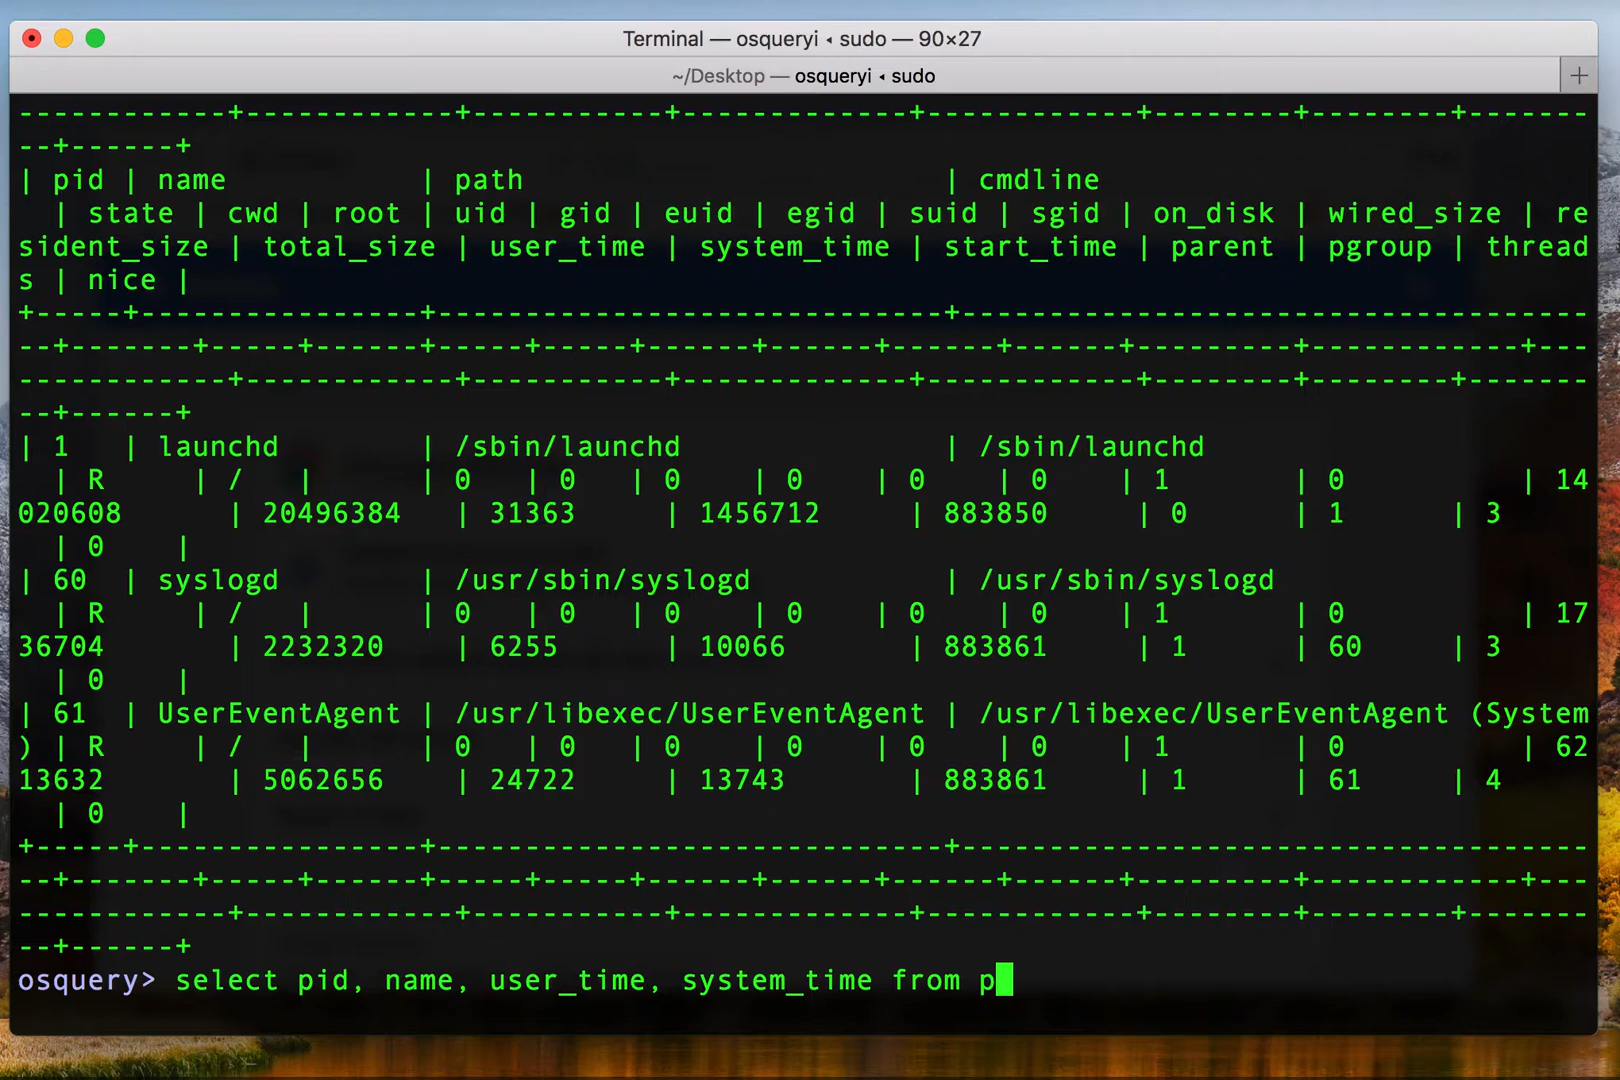 Terminal — osqueryi ◂ sudo — 90×27
~/Desktop — osqueryi ◂ sudo
------------+------------+-----------+-------------+------------+--------+--------+-------
--+------+
| pid | name           | path                        | cmdline
  | state | cwd | root | uid | gid | euid | egid | suid | sgid | on_disk | wired_size | re
sident_size | total_size | user_time | system_time | start_time | parent | pgroup | thread
s | nice |
+-----+----------------+-----------------------------+------------------------------------
--+-------+-----+------+-----+-----+------+------+------+------+---------+------------+---
------------+------------+-----------+-------------+------------+--------+--------+-------
--+------+
| 1   | launchd        | /sbin/launchd               | /sbin/launchd
  | R     | /   |      | 0   | 0   | 0    | 0    | 0    | 0    | 1       | 0          | 14
020608      | 20496384   | 31363     | 1456712     | 883850     | 0      | 1      | 3
  | 0    |
| 60  | syslogd        | /usr/sbin/syslogd           | /usr/sbin/syslogd
  | R     | /   |      | 0   | 0   | 0    | 0    | 0    | 0    | 1       | 0          | 17
36704       | 2232320    | 6255      | 10066       | 883861     | 1      | 60     | 3
  | 0    |
| 61  | UserEventAgent | /usr/libexec/UserEventAgent | /usr/libexec/UserEventAgent (System
) | R     | /   |      | 0   | 0   | 0    | 0    | 0    | 0    | 1       | 0          | 62
13632       | 5062656    | 24722     | 13743       | 883861     | 1      | 61     | 4
  | 0    |
+-----+----------------+-----------------------------+------------------------------------
--+-------+-----+------+-----+-----+------+------+------+------+---------+------------+---
------------+------------+-----------+-------------+------------+--------+--------+-------
--+------+
osquery> select pid, name, user_time, system_time from p